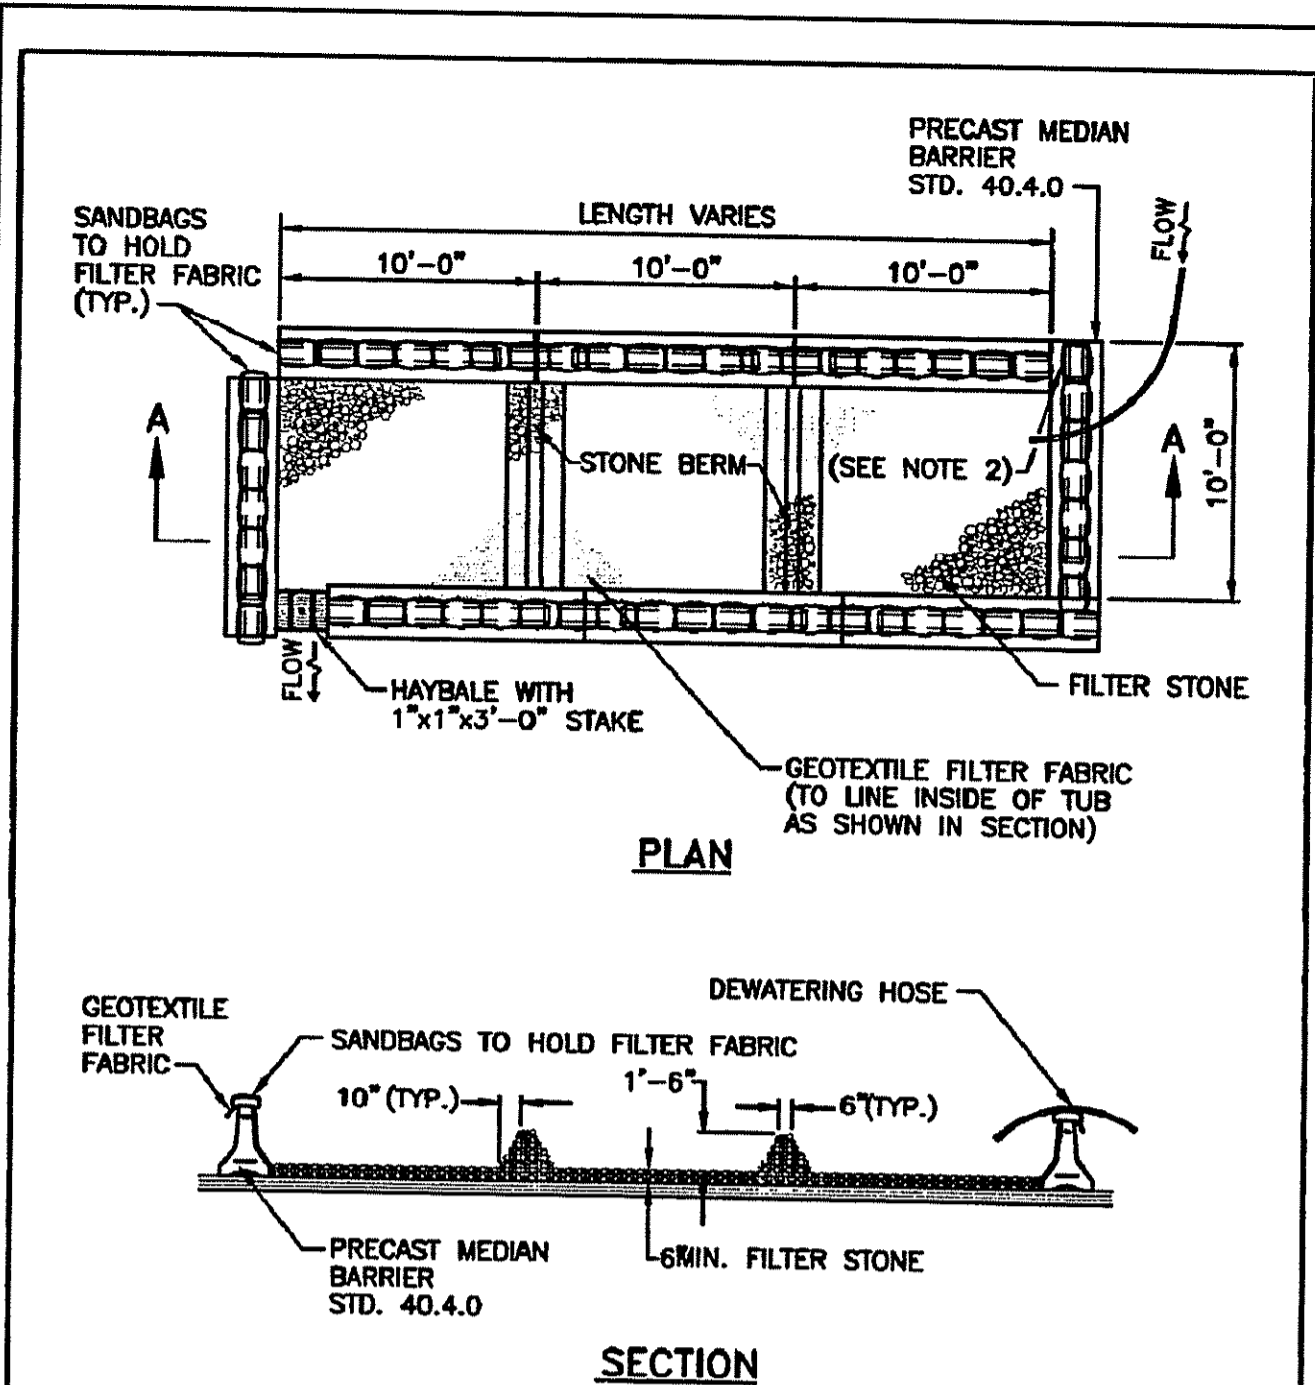 PRECAST MEDIAN
BARRIER
STD. 40.4.0
SANDBAGS
TO HOLD
FILTER FABRIC
(TYP.)
LENGTH VARIES
FLOW
10'-0"
10'-0"
10'-0"
A
STONE BERM
(SEE NOTE 2)
A
10'-0"
FLOW
HAYBALE WITH
1"x1"x3'-0" STAKE
FILTER STONE
GEOTEXTILE FILTER FABRIC
(TO LINE INSIDE OF TUB
AS SHOWN IN SECTION)
PLAN
DEWATERING HOSE
GEOTEXTILE
FILTER
FABRIC
SANDBAGS TO HOLD FILTER FABRIC
10" (TYP.)
1'-6"
6"(TYP.)
PRECAST MEDIAN
BARRIER
STD. 40.4.0
6"MIN. FILTER STONE
SECTION